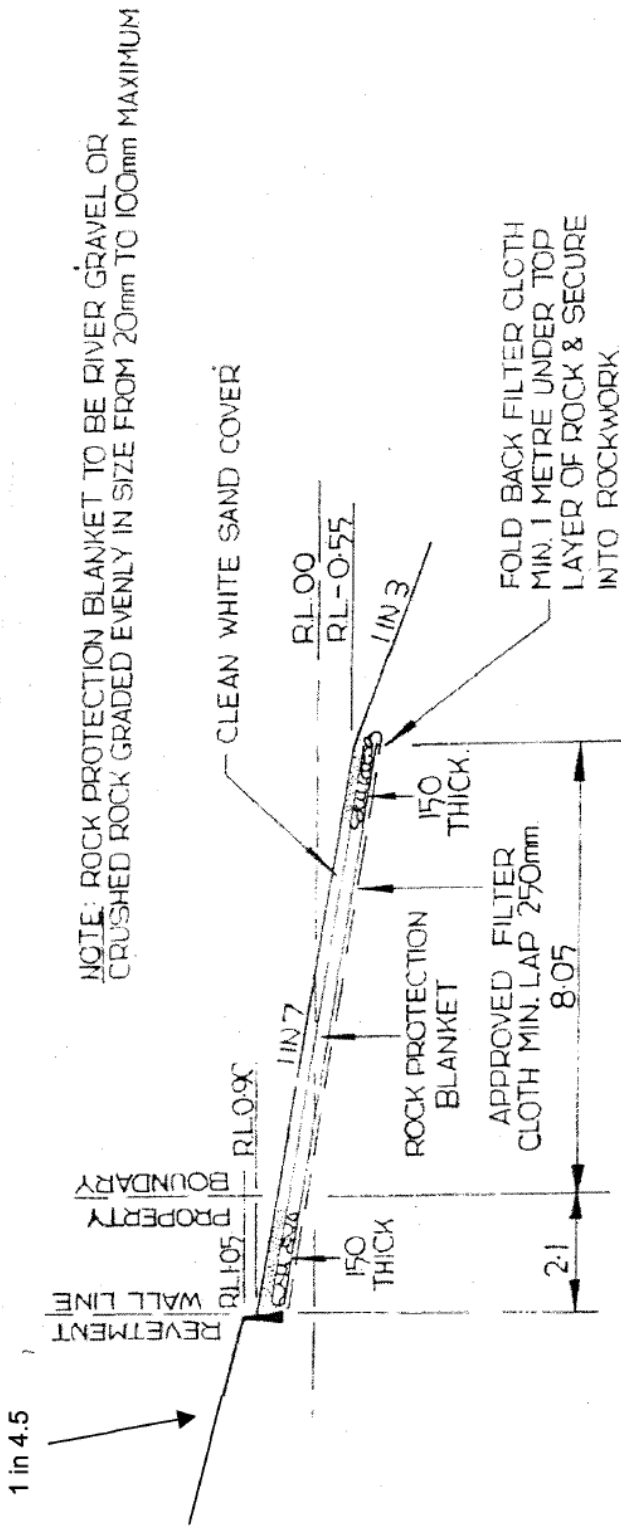 1 in 4.5
NOTE: ROCK PROTECTION BLANKET TO BE RIVER GRAVEL OR
CRUSHED ROCK GRADED EVENLY IN SIZE FROM 20mm TO 100mm MAXIMUM
REVETMENT
WALL LINE
R.L.1·05
PROPERTY
BOUNDARY
R.L.0·90
1 IN 7
CLEAN WHITE SAND COVER
R.L.00
R.L.-0·55
1 IN 3
150
THICK
ROCK PROTECTION
BLANKET
APPROVED FILTER
CLOTH MIN. LAP 250mm
150
THICK.
FOLD BACK FILTER CLOTH
MIN. 1 METRE UNDER TOP
LAYER OF ROCK & SECURE
INTO ROCKWORK.
2·1
8·05